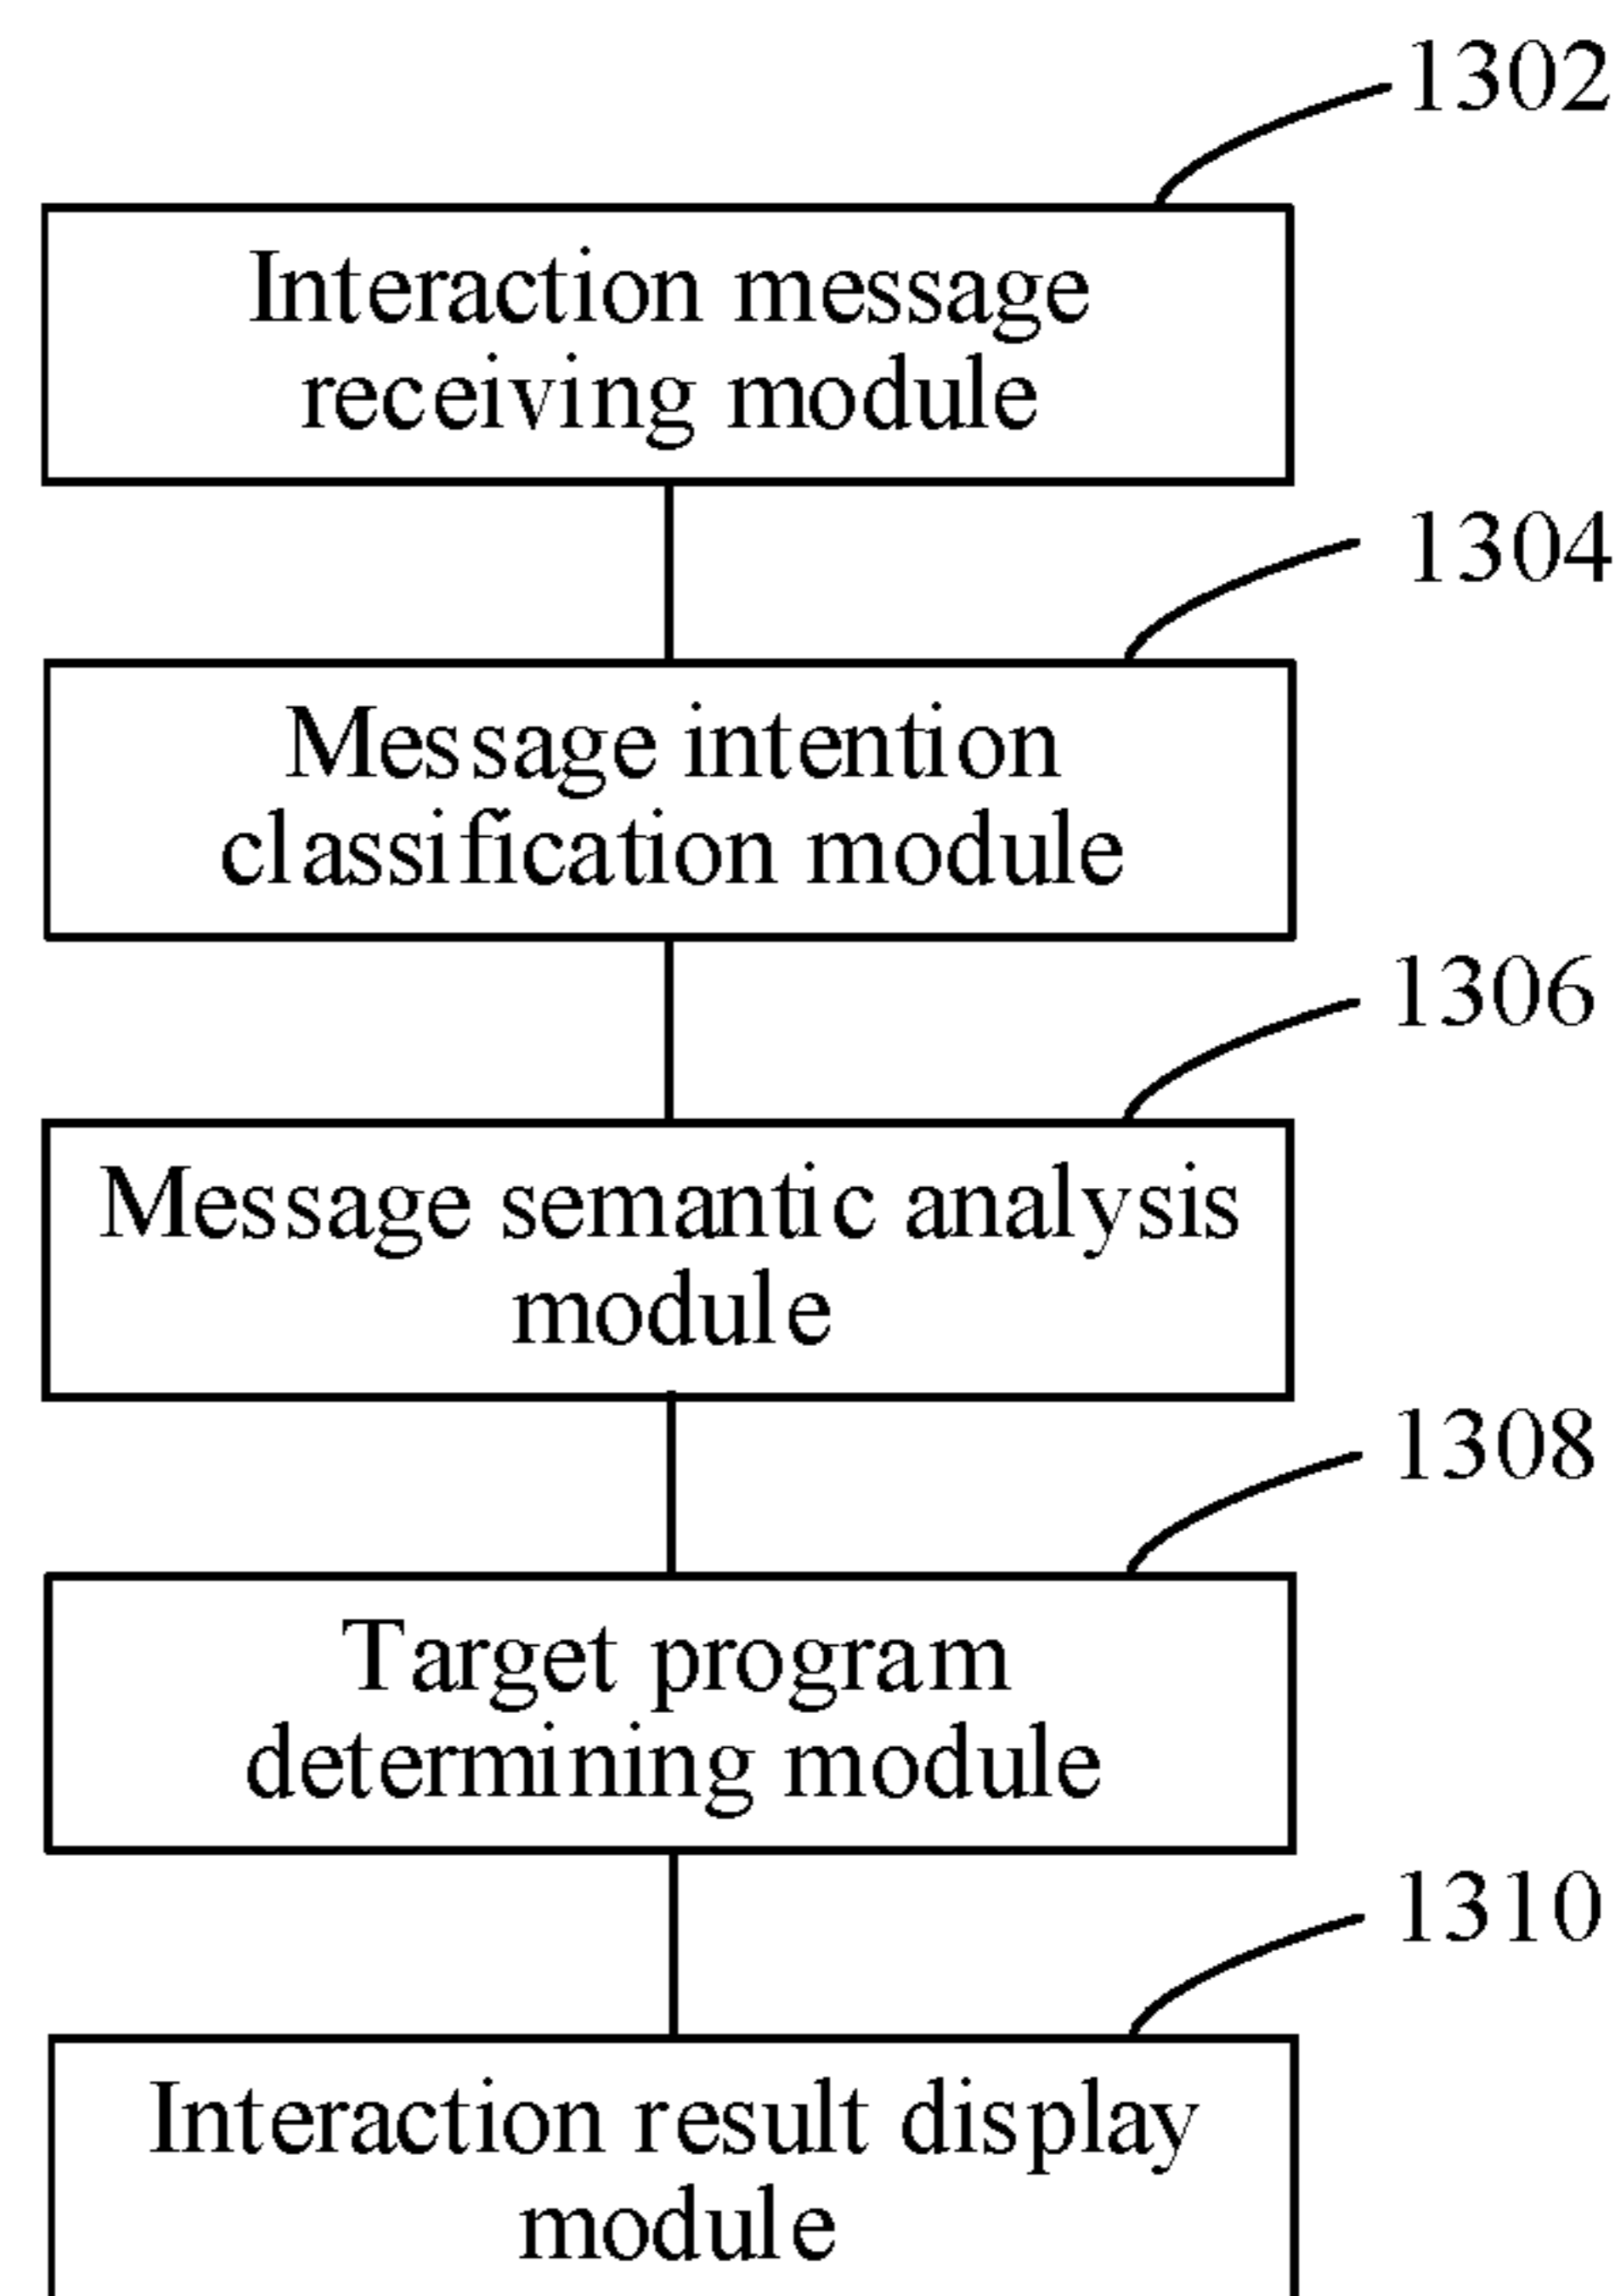 1302
Interaction message
receiving module
1304
Message intention
classification module
1306
Message semantic analysis
module
1308
Target program
determining module
1310
Interaction result display
module